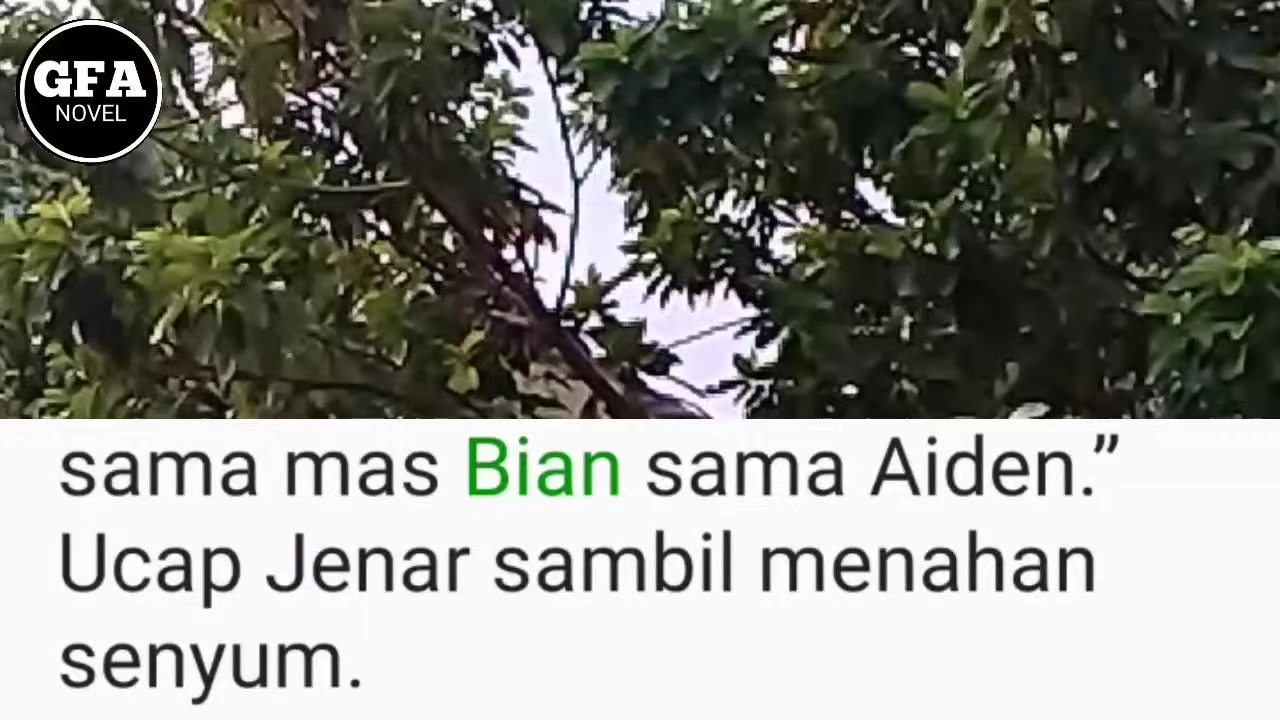 GFA
NOVEL
sama mas Bian sama Aiden.”
Ucap Jenar sambil menahan
senyum.